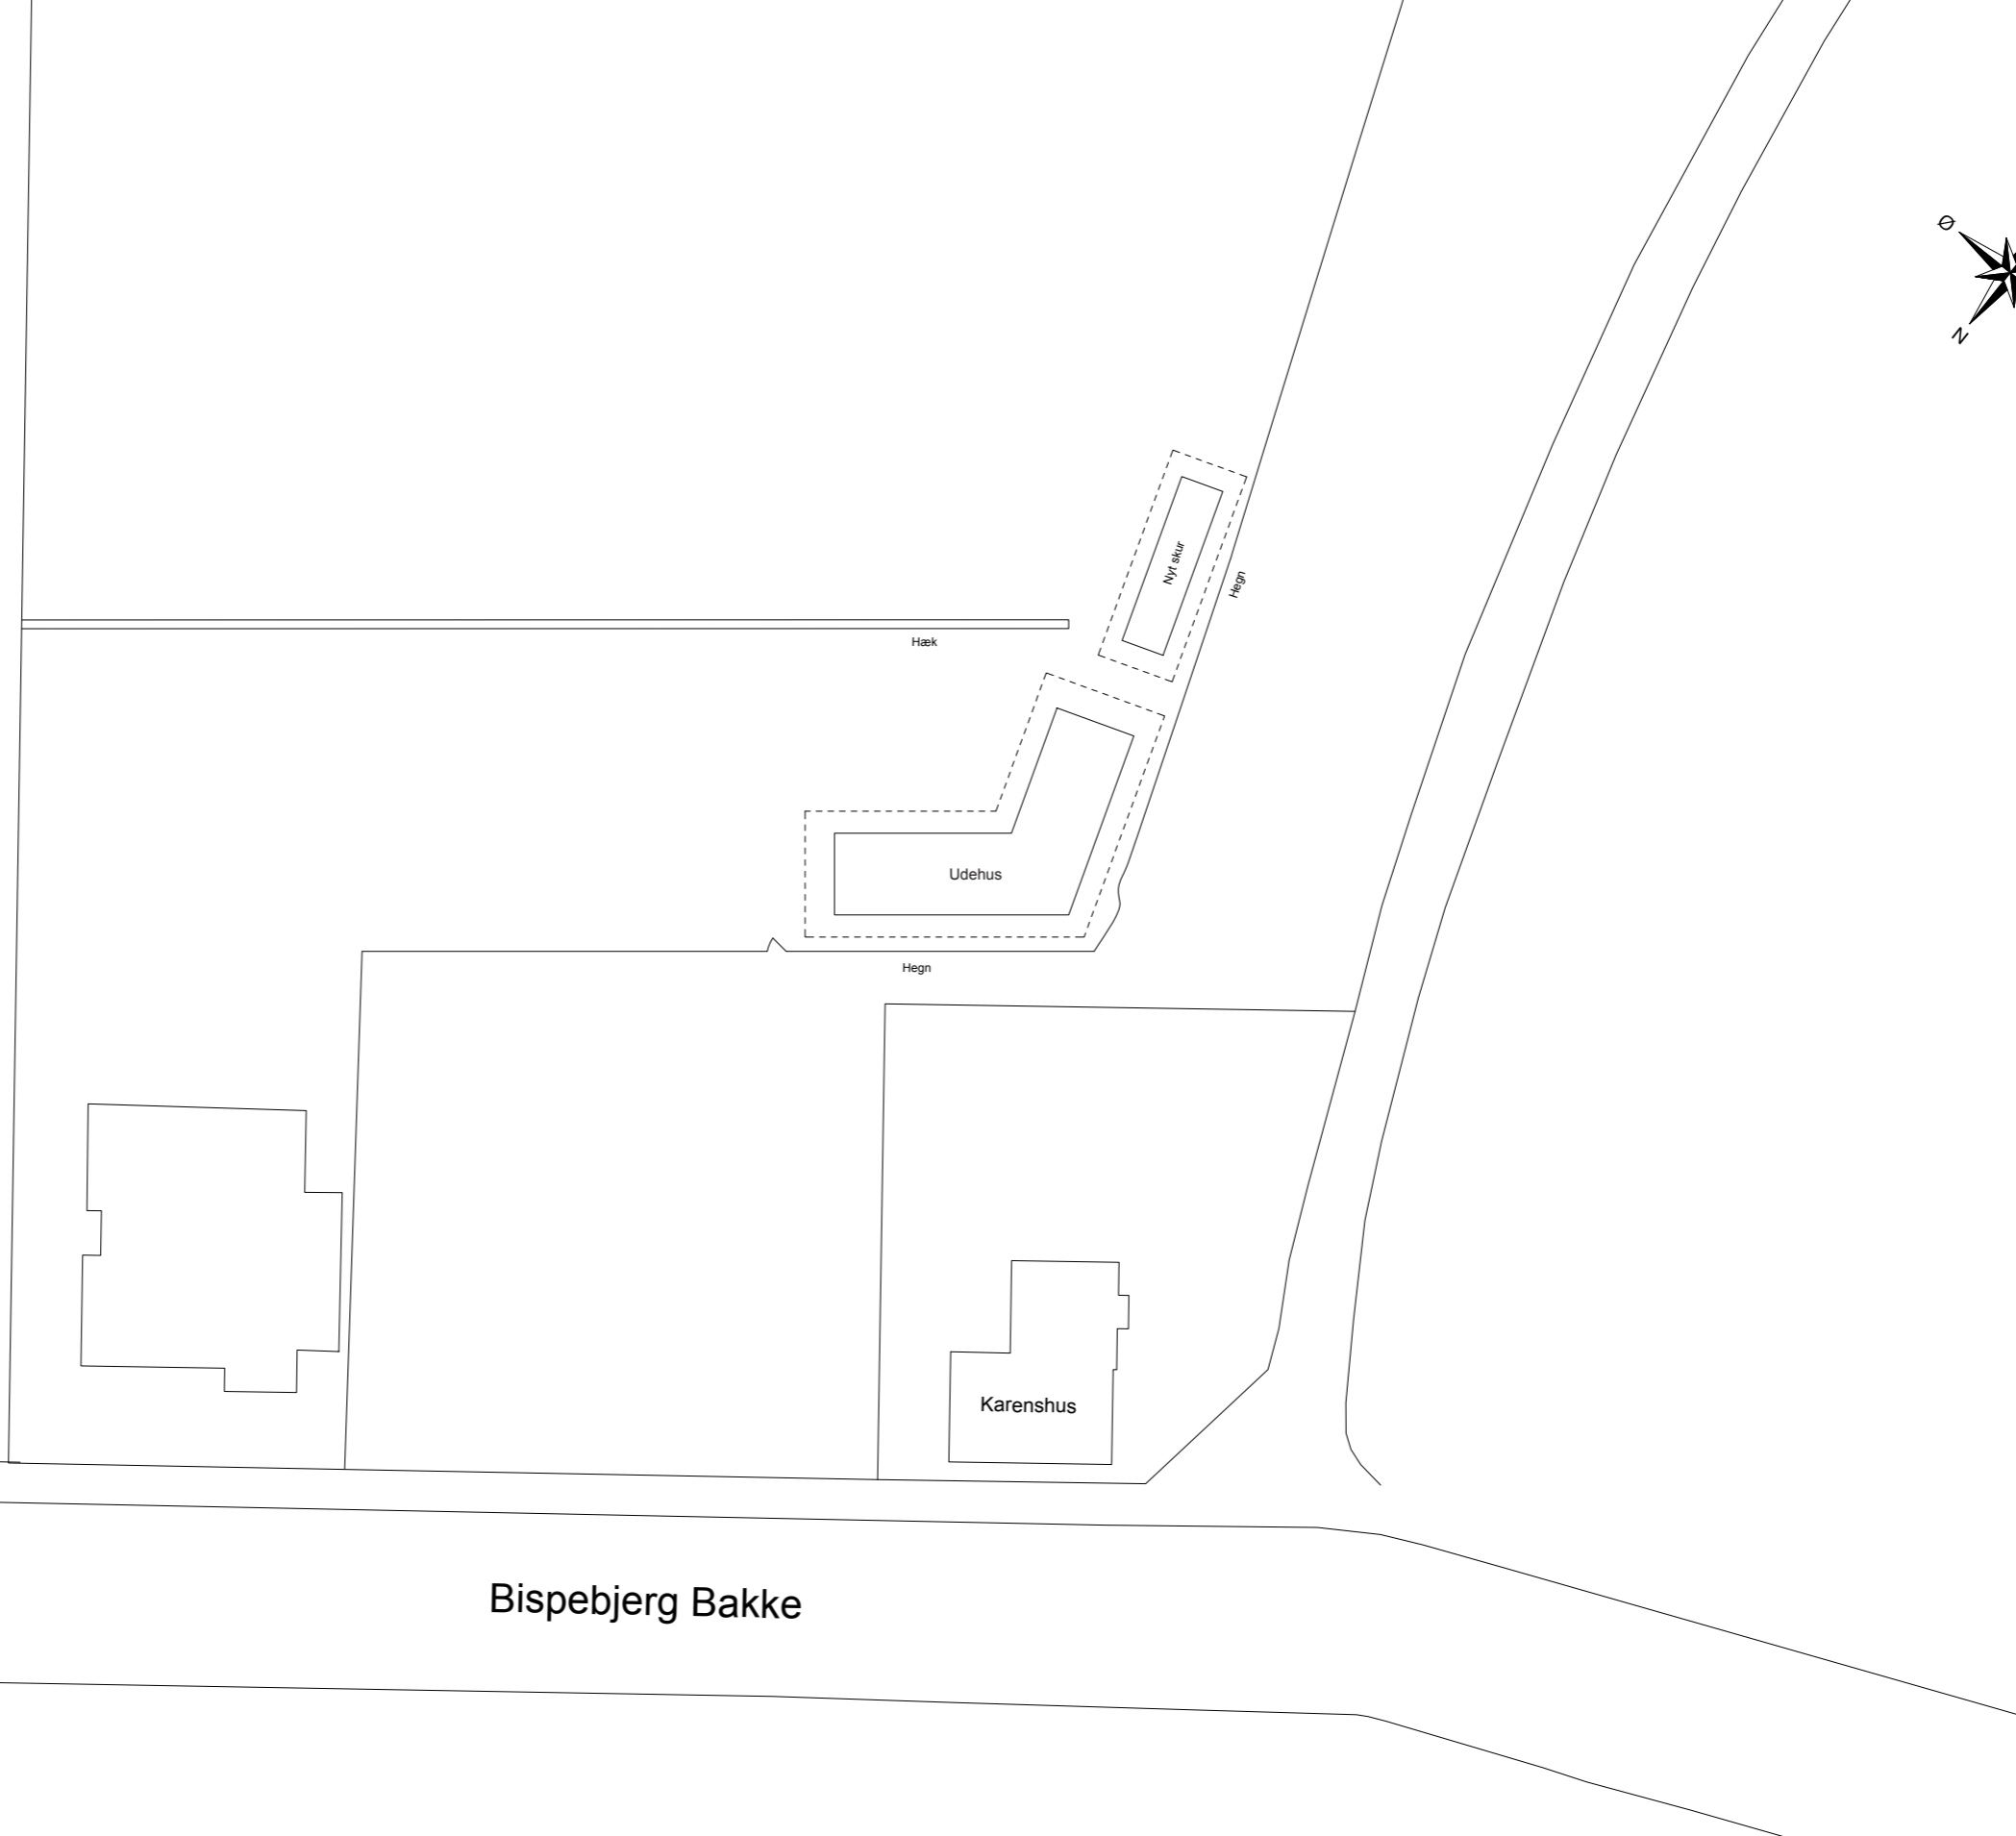 Ø
N
Nyt skur
Hegn
Hæk
Udehus
Hegn
Karenshus
Bispebjerg Bakke